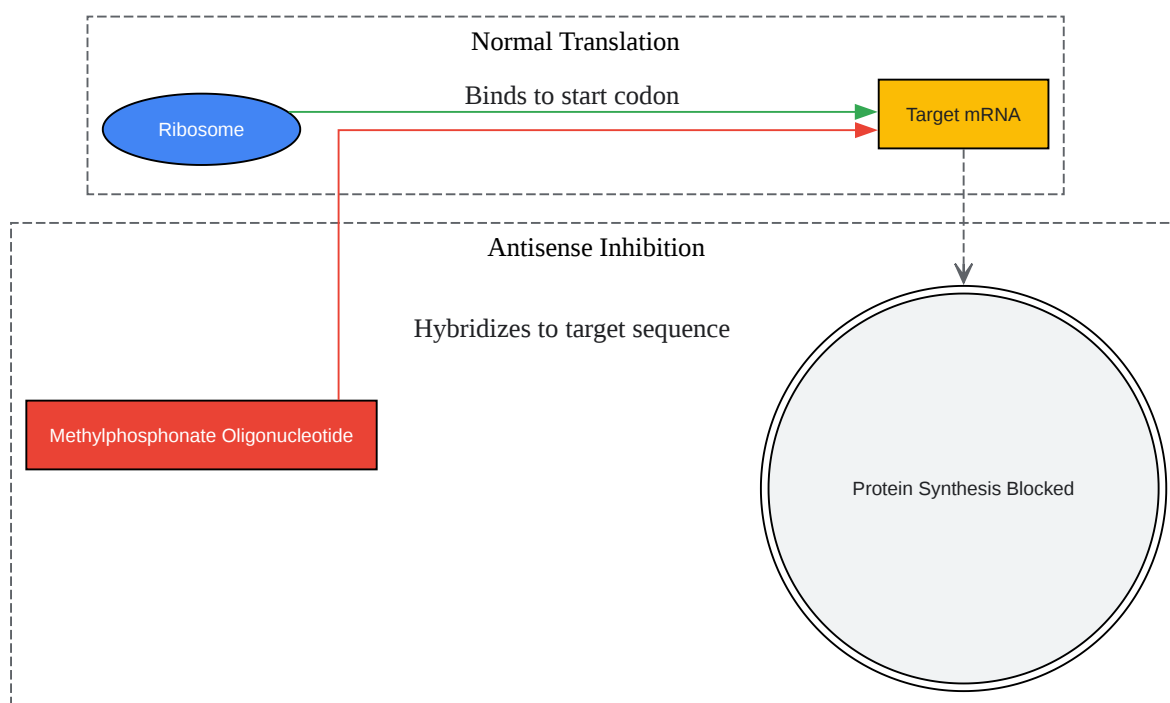 Normal Translation
Binds to start codon
Ribosome
Target mRNA
Antisense Inhibition
Hybridizes to target sequence
Methylphosphonate Oligonucleotide
Protein Synthesis Blocked